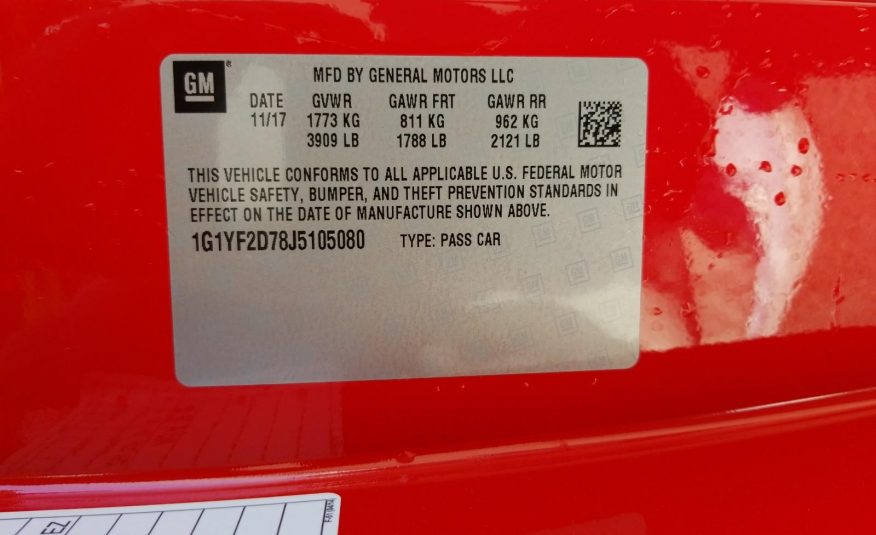 GM ®
MFD BY GENERAL MOTORS LLC
DATE GVWR GAWR FRT GAWR RR
11/17 1773 KG 811 KG 962 KG
3909 LB 1788 LB 2121 LB
THIS VEHICLE CONFORMS TO ALL APPLICABLE U.S. FEDERAL MOTOR
VEHICLE SAFETY, BUMPER, AND THEFT PREVENTION STANDARDS IN
EFFECT ON THE DATE OF MANUFACTURE SHOWN ABOVE.
1G1YF2D78J5105080 TYPE: PASS CAR
EZ